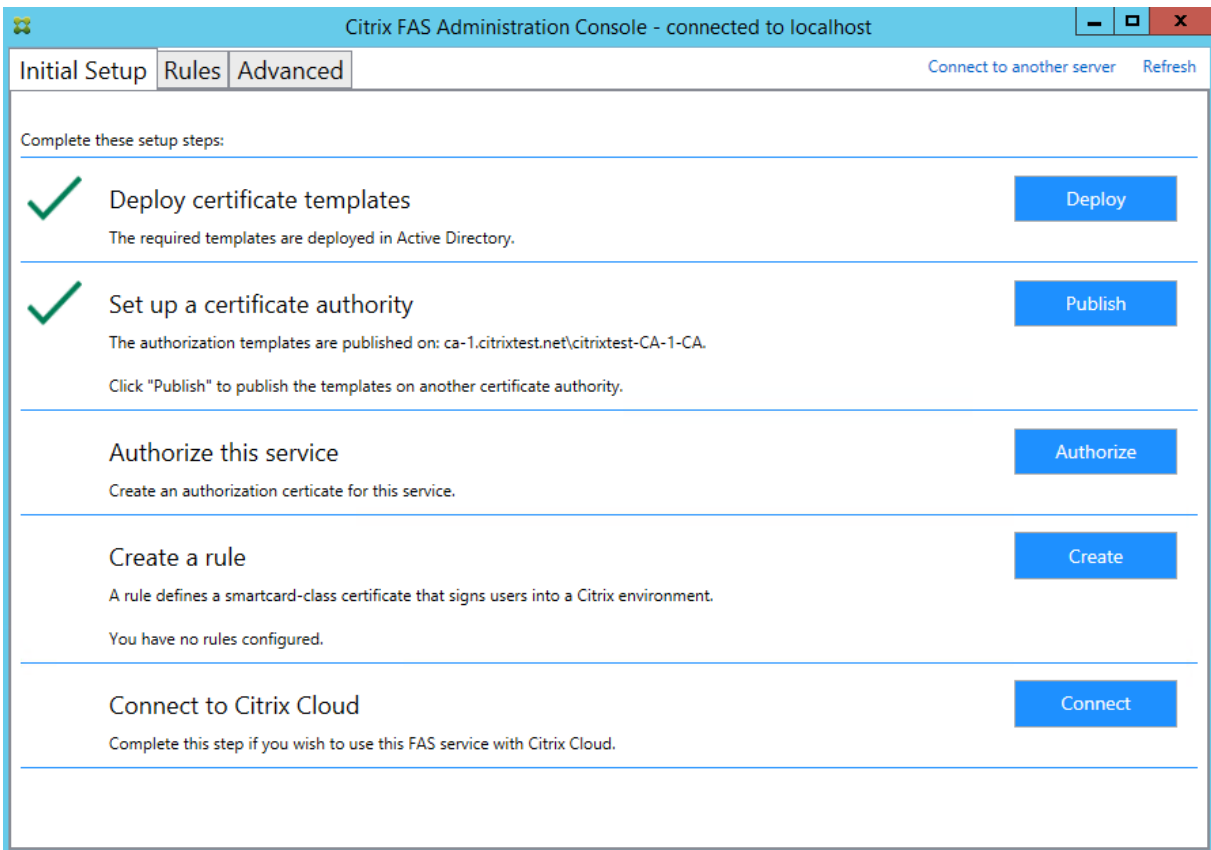 Citrix FAS Administration Console - connected to localhost
Initial Setup Rules Advanced Connect to another server Refresh
Complete these setup steps:
Deploy certificate templates Deploy
The required templates are deployed in Active Directory.
Set up a certificate authority Publish
The authorization templates are published on: ca-1.citrixtest.net\citrixtest-CA-1-CA.
Click "Publish" to publish the templates on another certificate authority.
Authorize this service Authorize
Create an authorization certicate for this service.
Create a rule Create
A rule defines a smartcard-class certificate that signs users into a Citrix environment.
You have no rules configured.
Connect to Citrix Cloud Connect
Complete this step if you wish to use this FAS service with Citrix Cloud.